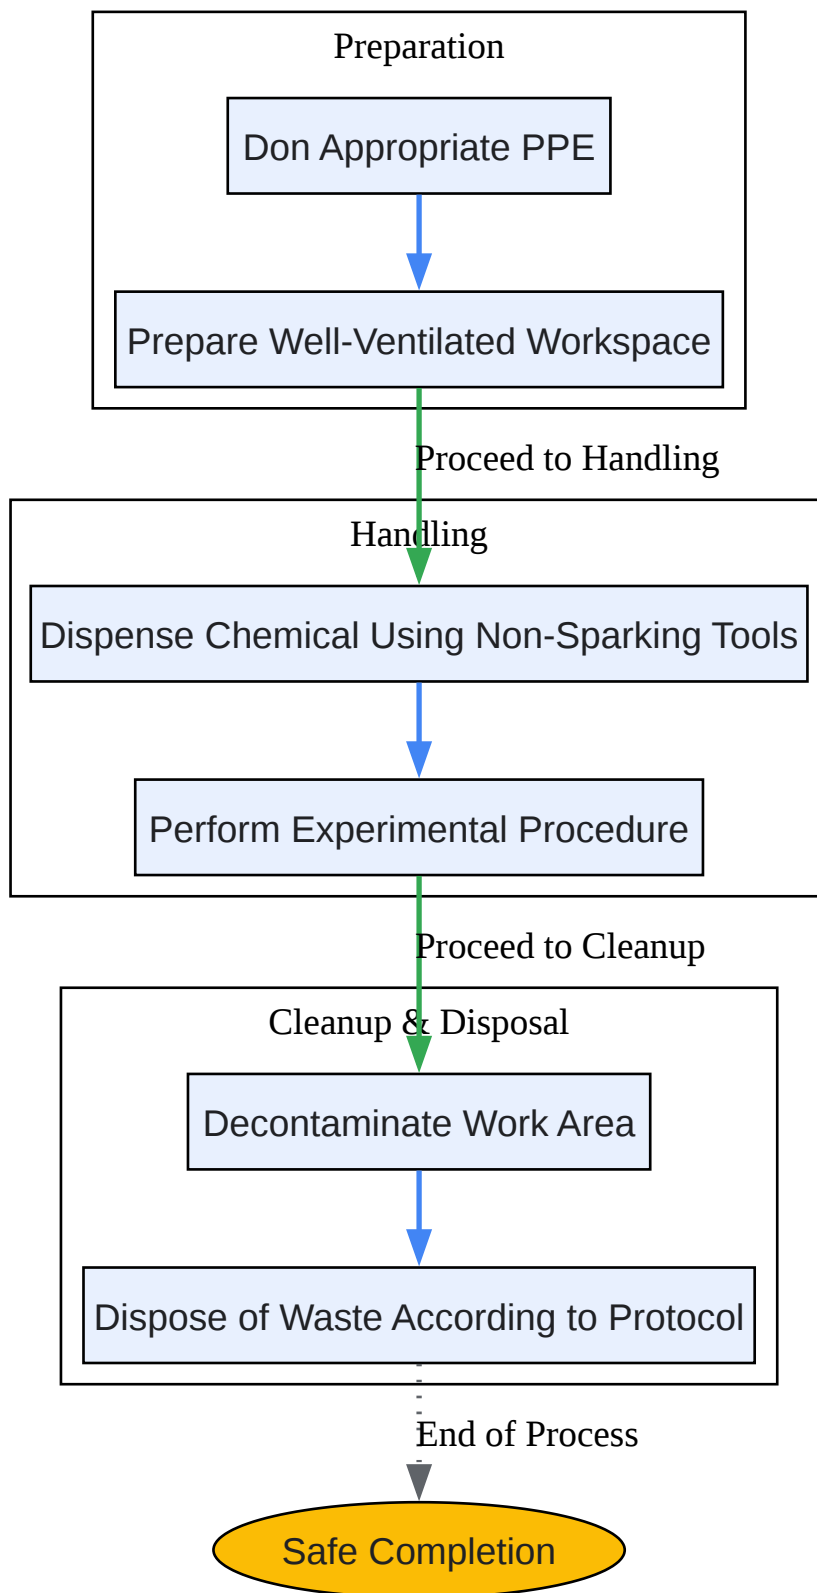 Preparation
Don Appropriate PPE
Prepare Well-Ventilated Workspace
Proceed to Handling
Handling
Dispense Chemical Using Non-Sparking Tools
Perform Experimental Procedure
Proceed to Cleanup
Cleanup & Disposal
Decontaminate Work Area
Dispose of Waste According to Protocol
End of Process
Safe Completion